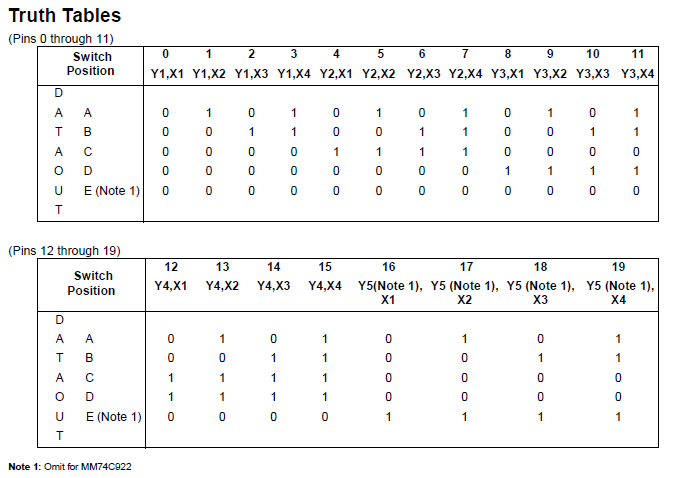 Truth Tables
(Pins 0 through 11)
Switch Position 0 1 2 3 4 5 6 7 8 9 10 11
Y1,X1 Y1,X2 Y1,X3 Y1,X4 Y2,X1 Y2,X2 Y2,X3 Y2,X4 Y3,X1 Y3,X2 Y3,X3 Y3,X4
D
A A 0 1 0 1 0 1 0 1 0 1 0 1
T B 0 0 1 1 0 0 1 1 0 0 1 1
A C 0 0 0 0 1 1 1 1 0 0 0 0
O D 0 0 0 0 0 0 0 0 1 1 1 1
U E (Note 1) 0 0 0 0 0 0 0 0 0 0 0 0
T
(Pins 12 through 19)
Switch Position 12 13 14 15 16 17 18 19
Y4,X1 Y4,X2 Y4,X3 Y4,X4 Y5(Note 1), Y5 (Note 1), Y5 (Note 1), Y5 (Note 1),
X1 X2 X3 X4
D
A A 0 1 0 1 0 1 0 1
T B 0 0 1 1 0 0 1 1
A C 1 1 1 1 0 0 0 0
O D 1 1 1 1 0 0 0 0
U E (Note 1) 0 0 0 0 1 1 1 1
T
Note 1: Omit for MM74C922